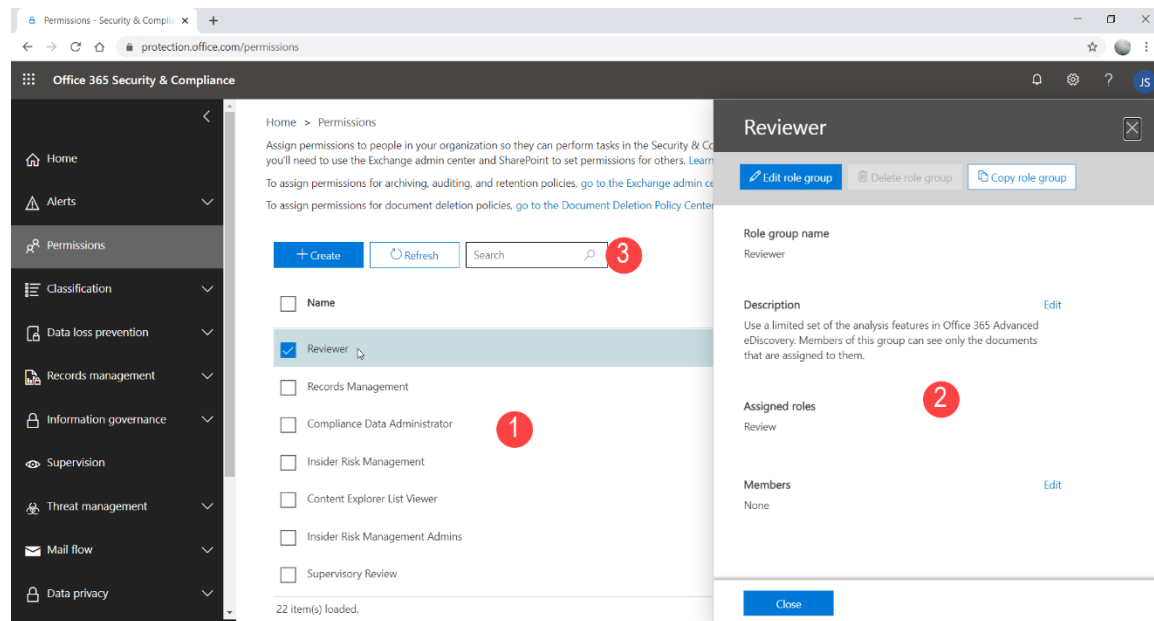 Permissions - Security & Complia
protection.office.com/permissions
Office 365 Security & Compliance
?
JS
Home
Alerts
Permissions
Classification
Data loss prevention
Records management
Information governance
Supervision
Threat management
Mail flow
Data privacy
Home > Permissions
Assign permissions to people in your organization so they can perform tasks in the Security & Co
you'll need to use the Exchange admin center and SharePoint to set permissions for others. Learn
To assign permissions for archiving, auditing, and retention policies, go to the Exchange admin ce
To assign permissions for document deletion policies, go to the Document Deletion Policy Center
+ Create
Refresh
Search
3
Name
Reviewer
Records Management
Compliance Data Administrator
1
Insider Risk Management
Content Explorer List Viewer
Insider Risk Management Admins
Supervisory Review
22 item(s) loaded.
Reviewer
Edit role group
Delete role group
Copy role group
Role group name
Reviewer
Description
Edit
Use a limited set of the analysis features in Office 365 Advanced
eDiscovery. Members of this group can see only the documents
that are assigned to them.
2
Assigned roles
Review
Members
Edit
None
Close